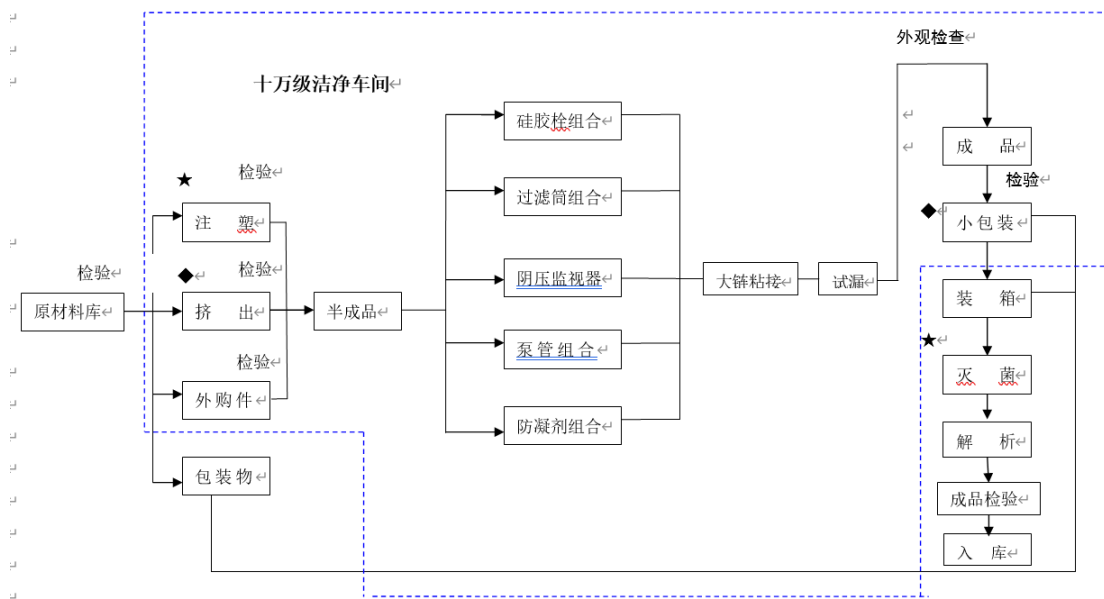 外观检查
十万级洁净车间
硅胶栓组合
成 品
检验
★
检验
过滤筒组合
注 塑
◆
小包装
检验
◆
检验
阴压监视器
大链粘接
试漏
装 箱
原材料库
挤 出
半成品
泵管组合
★
检验
灭 菌
外购件
防凝剂组合
解 析
包装物
成品检验
入 库